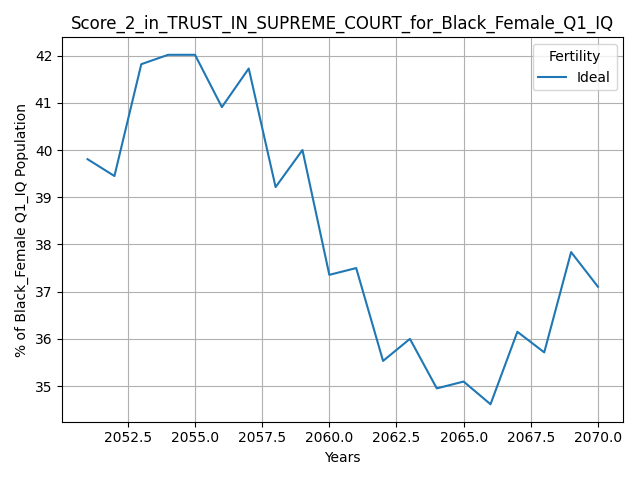 Score_2_in_TRUST_IN_SUPREME_COURT_for_Black_Female_Q1_IQ
Fertility
Ideal
% of Black_Female Q1_IQ Population
42
41
40
39
38
37
36
35
2052.5 2055.0 2057.5 2060.0 2062.5 2065.0 2067.5 2070.0
Years